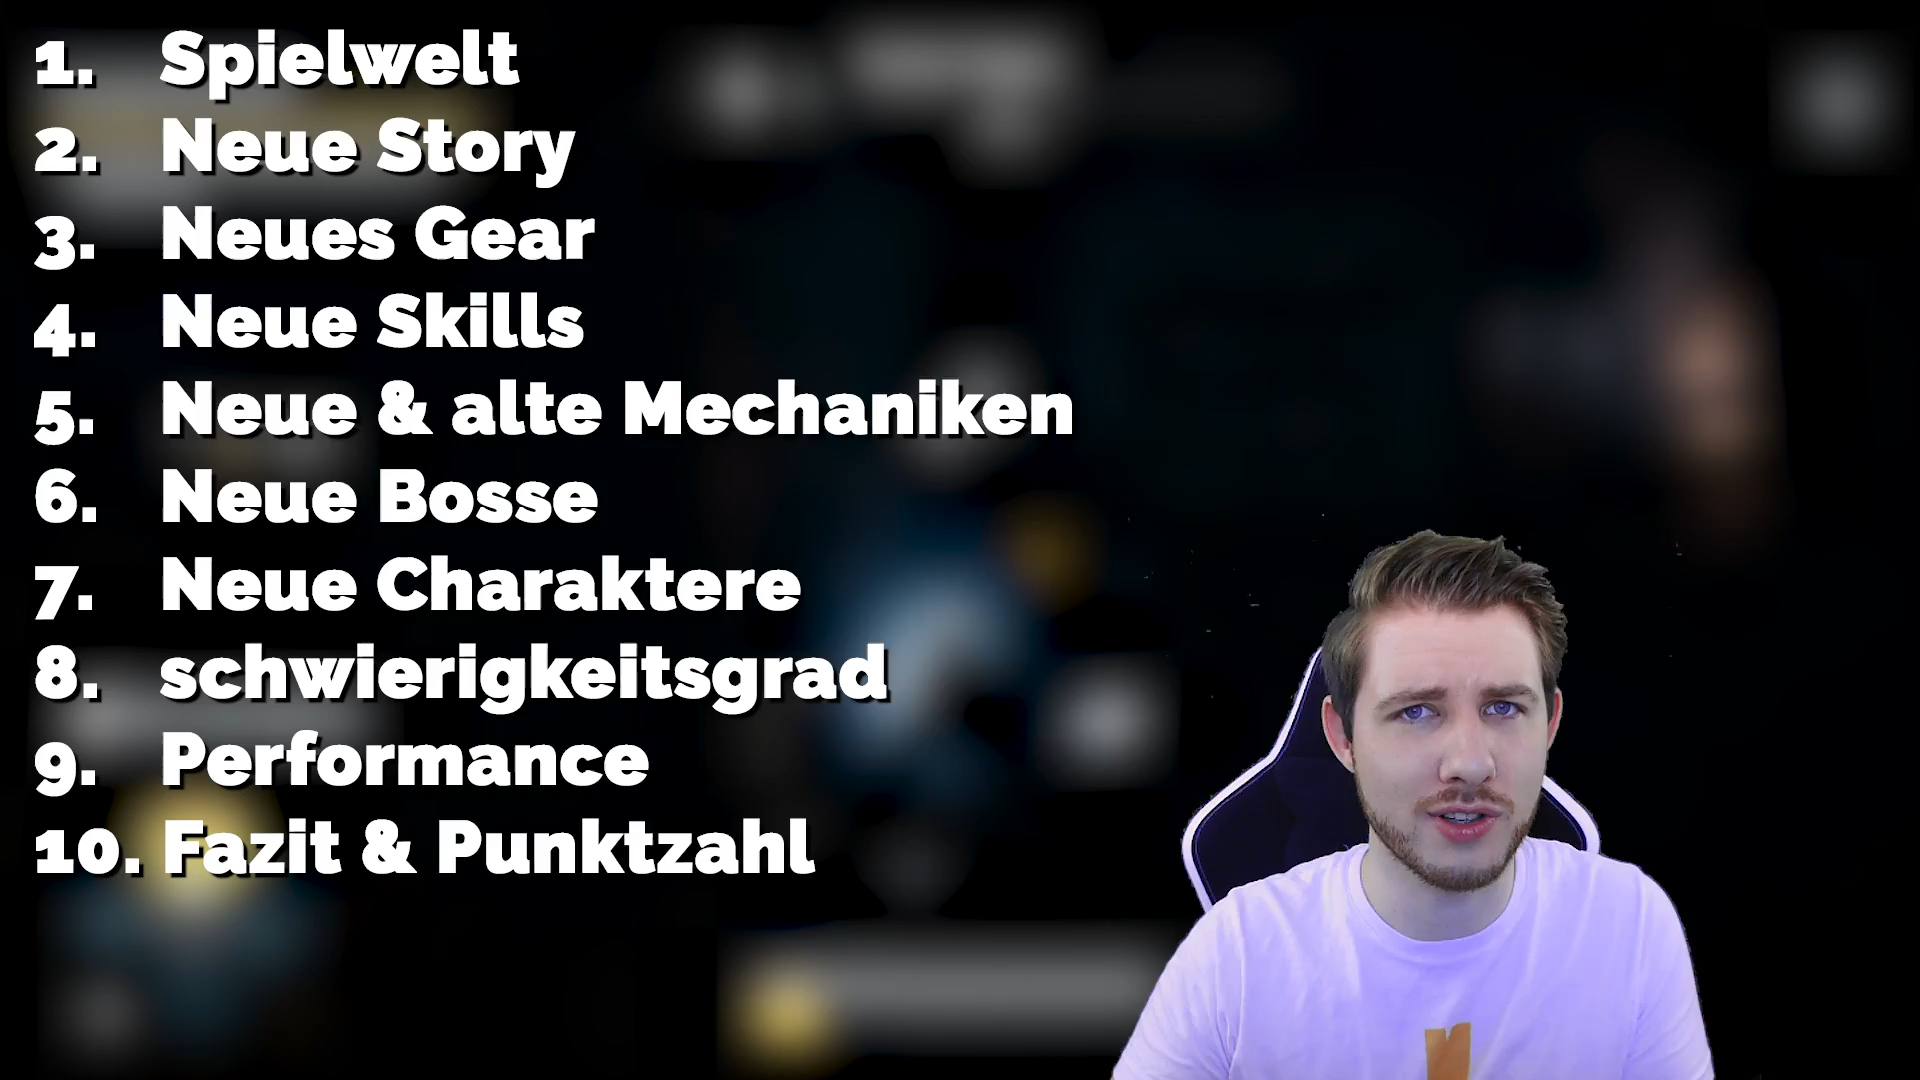 1. Spielwelt
2. Neue Story
3. Neues Gear
4. Neue Skills
5. Neue & alte Mechaniken
6. Neue Bosse
7. Neue Charaktere
8. schwierigkeitsgrad
9. Performance
10. Fazit & Punktzahl